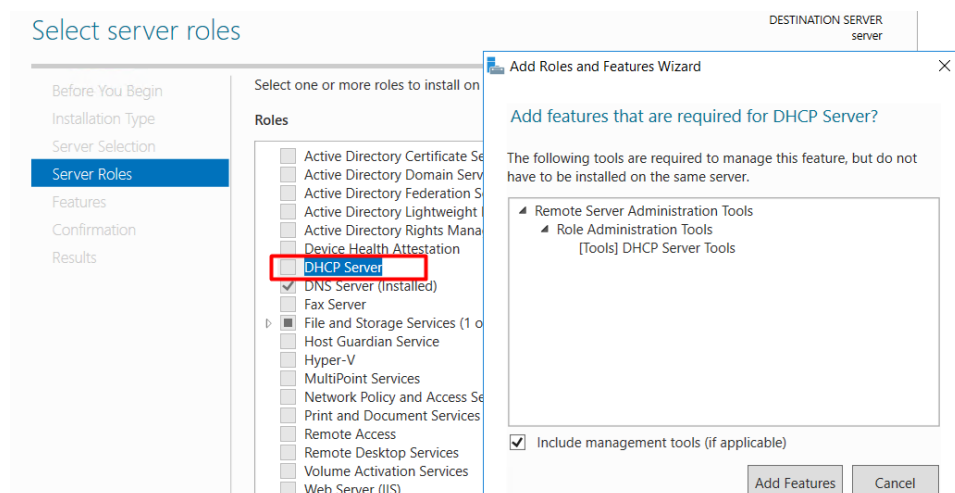 Select server roles
DESTINATION SERVER
server
Before You Begin
Installation Type
Server Selection
Server Roles
Features
Confirmation
Results
Select one or more roles to install on
Roles
Active Directory Certificate Se
Active Directory Domain Serv
Active Directory Federation S
Active Directory Lightweight
Active Directory Rights Mana
Device Health Attestation
DHCP Server
DNS Server (Installed)
Fax Server
File and Storage Services (1 o
Host Guardian Service
Hyper-V
MultiPoint Services
Network Policy and Access Se
Print and Document Services
Remote Access
Remote Desktop Services
Volume Activation Services
Web Server (IIS)
Add Roles and Features Wizard
Add features that are required for DHCP Server?
The following tools are required to manage this feature, but do not
have to be installed on the same server.
Remote Server Administration Tools
Role Administration Tools
[Tools] DHCP Server Tools
Include management tools (if applicable)
Add Features
Cancel